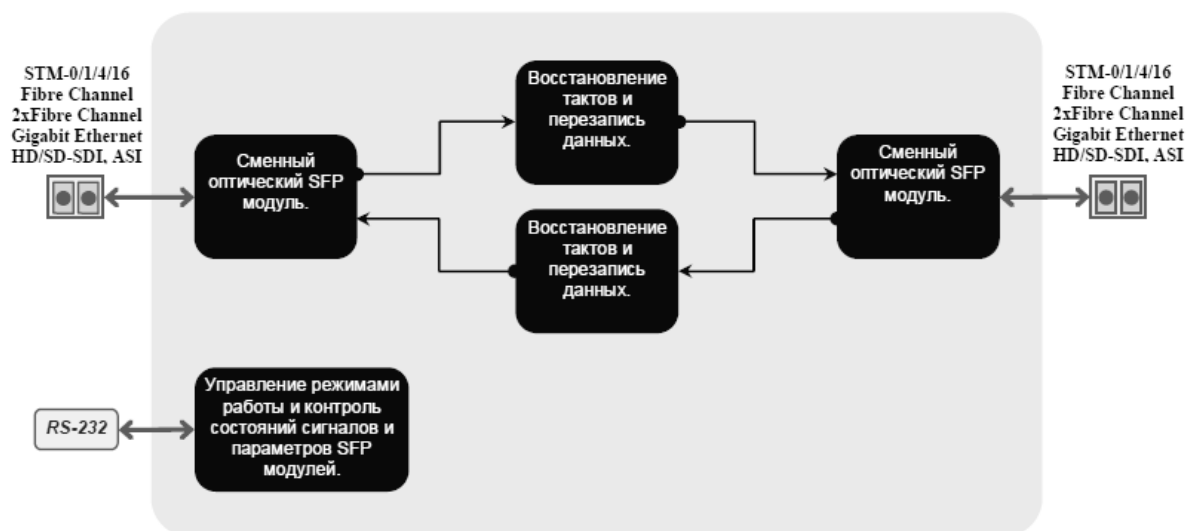 STM-0/1/4/16
Fibre Channel
2xFibre Channel
Gigabit Ethernet
HD/SD-SDI, ASI
Сменный
оптический SFP
модуль.
Восстановление
тактов и
перезапись
данных.
Восстановление
тактов и
перезапись
данных.
Сменный
оптический SFP
модуль.
STM-0/1/4/16
Fibre Channel
2xFibre Channel
Gigabit Ethernet
HD/SD-SDI, ASI
RS-232
Управление режимами
работы и контроль
состояний сигналов и
параметров SFP
модулей.